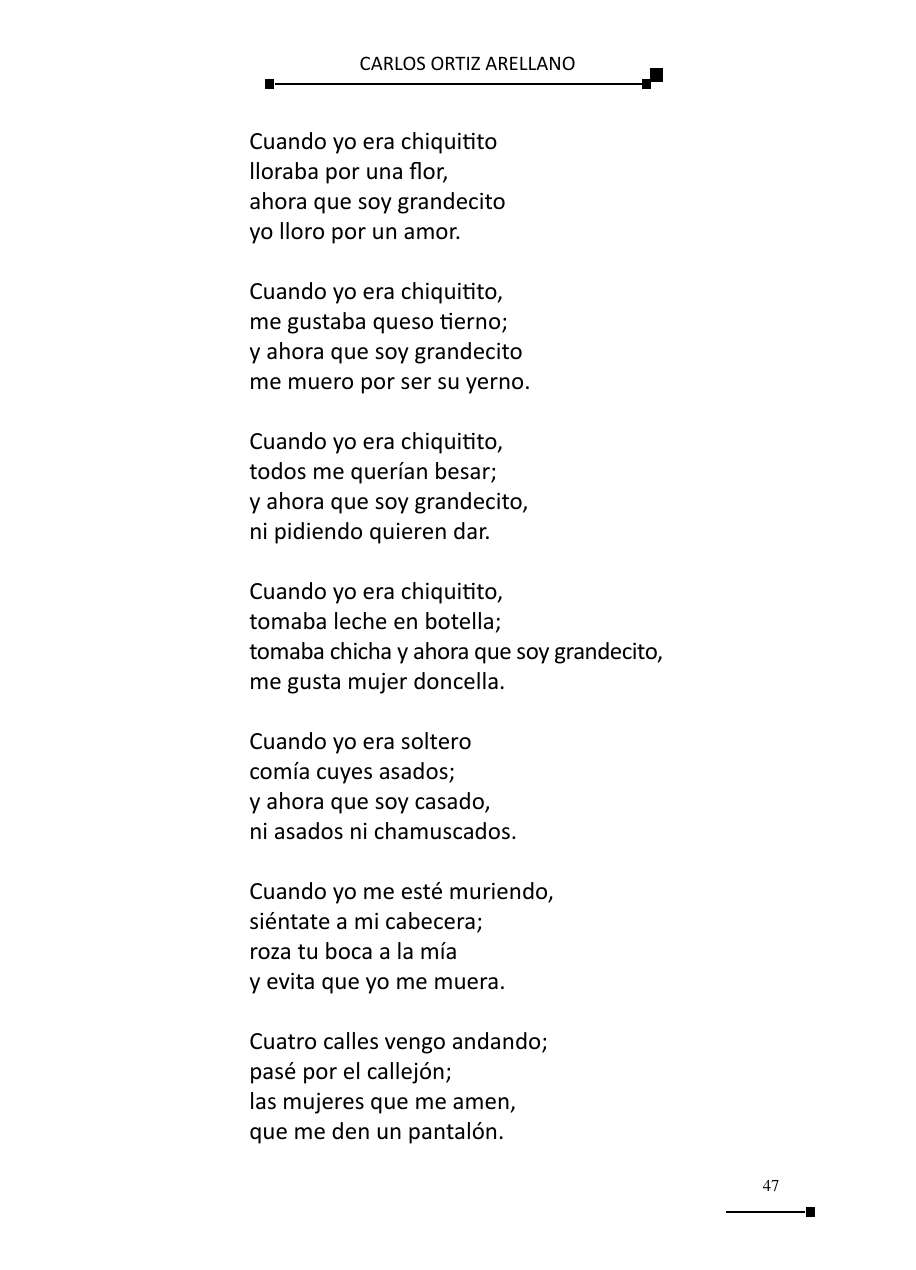 CARLOS ORTIZ ARELLANO
Cuando yo era chiquitito
lloraba por una flor,
ahora que soy grandecito
yo lloro por un amor.
Cuando yo era chiquitito,
me gustaba queso tierno;
y ahora que soy grandecito
me muero por ser su yerno.
Cuando yo era chiquitito,
todos me querían besar;
y ahora que soy grandecito,
ni pidiendo quieren dar.
Cuando yo era chiquitito,
tomaba leche en botella;
tomaba chicha y ahora que soy grandecito,
me gusta mujer doncella.
Cuando yo era soltero
comía cuyes asados;
y ahora que soy casado,
ni asados ni chamuscados.
Cuando yo me esté muriendo,
siéntate a mi cabecera;
roza tu boca a la mía
y evita que yo me muera.
Cuatro calles vengo andando;
pasé por el callejón;
las mujeres que me amen,
que me den un pantalón.
47